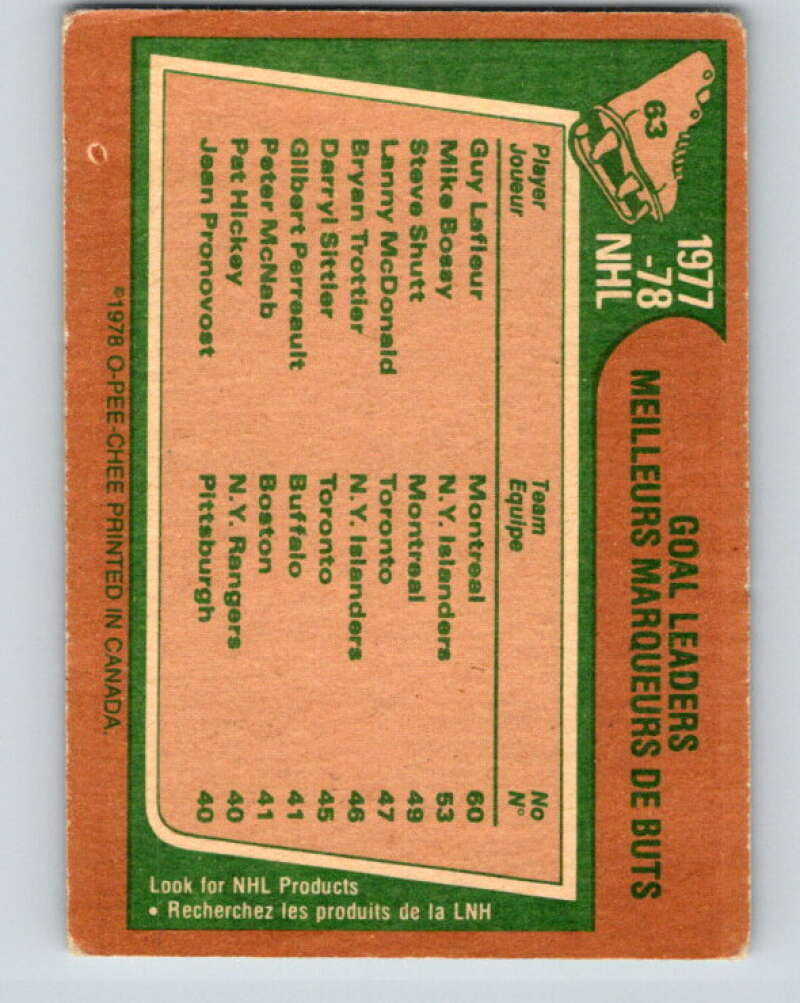 63
1977
-78
NHL
GOAL LEADERS
MEILLEURS MARQUEURS DE BUTS
Player Team No
Joueur Equipe N°
Guy Lafleur Montreal 60
Mike Bossy N.Y. Islanders 53
Steve Shutt Montreal 49
Lanny McDonald Toronto 47
Bryan Trottier N.Y. Islanders 46
Darryl Sittler Toronto 45
Gilbert Perreault Buffalo 41
Peter McNab Boston 41
Pat Hickey N.Y. Rangers 40
Jean Pronovost Pittsburgh 40
Look for NHL Products
• Recherchez les produits de la LNH
©1978 O-PEE-CHEE PRINTED IN CANADA.